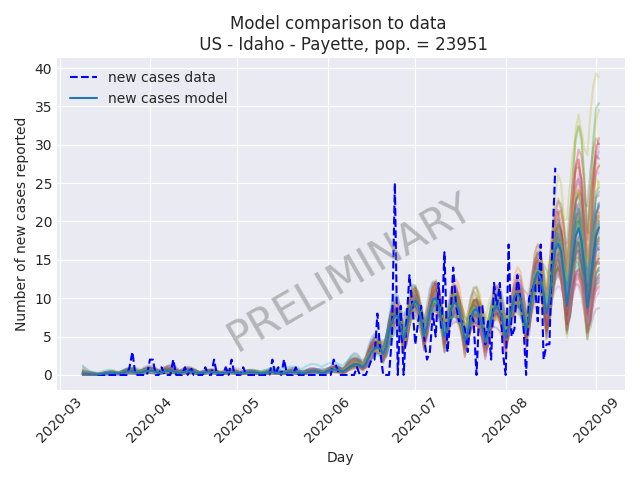 Model comparison to data
US - Idaho - Payette, pop. = 23951
new cases data
new cases model
PRELIMINARY
Number of new cases reported
40
35
30
25
20
15
10
5
0
2020-03
2020-04
2020-05
2020-06
2020-07
2020-08
2020-09
Day